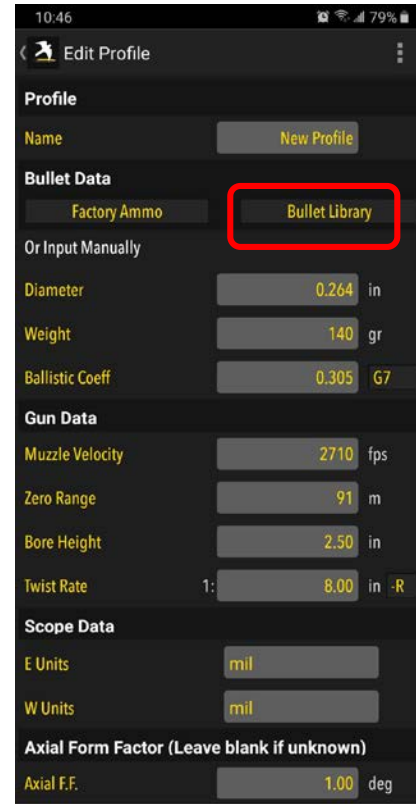 10:46 79%
Edit Profile
Profile
Name New Profile
Bullet Data
Factory Ammo Bullet Library
Or Input Manually
Diameter 0.264 in
Weight 140 gr
Ballistic Coeff 0.305 G7
Gun Data
Muzzle Velocity 2710 fps
Zero Range 91 m
Bore Height 2.50 in
Twist Rate 1: 8.00 in -R
Scope Data
E Units mil
W Units mil
Axial Form Factor (Leave blank if unknown)
Axial F.F. 1.00 deg